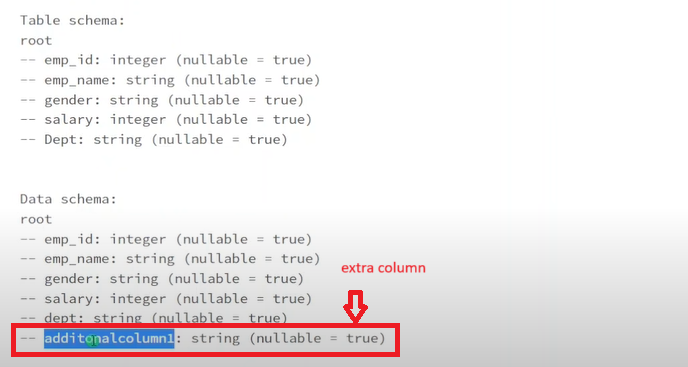 Table schema:
root
-- emp_id: integer (nullable = true)
-- emp_name: string (nullable = true)
-- gender: string (nullable = true)
-- salary: integer (nullable = true)
-- Dept: string (nullable = true)
Data schema:
root
-- emp_id: integer (nullable = true)
-- emp_name: string (nullable = true)
-- gender: string (nullable = true)
extra column
-- salary: integer (nullable = true)
-- dept: string (nullable = true)
-- additonalcolumn1: string (nullable = true)